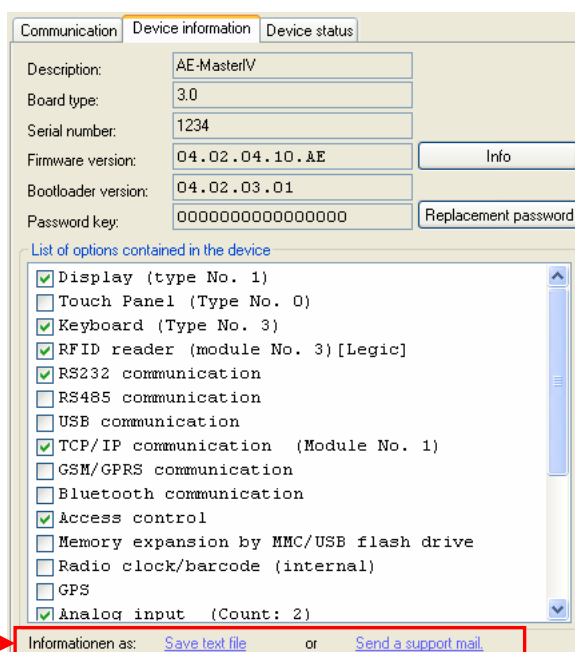 Communication Device information Device status
Description: AE-MasterIV
Board type: 3.0
Serial number: 1234
Firmware version: 04.02.04.10.AE Info
Bootloader version: 04.02.03.01
Password key: 0000000000000000 Replacement password
List of options contained in the device
Display (type No. 1)
Touch Panel (Type No. 0)
Keyboard (Type No. 3)
RFID reader (module No. 3)[Legic]
RS232 communication
RS485 communication
USB communication
TCP/IP communication (Module No. 1)
GSM/GPRS communication
Bluetooth communication
Access control
Memory expansion by MMC/USB flash drive
Radio clock/barcode (internal)
GPS
Analog input (Count: 2)
Informationen as: Save text file or Send a support mail.